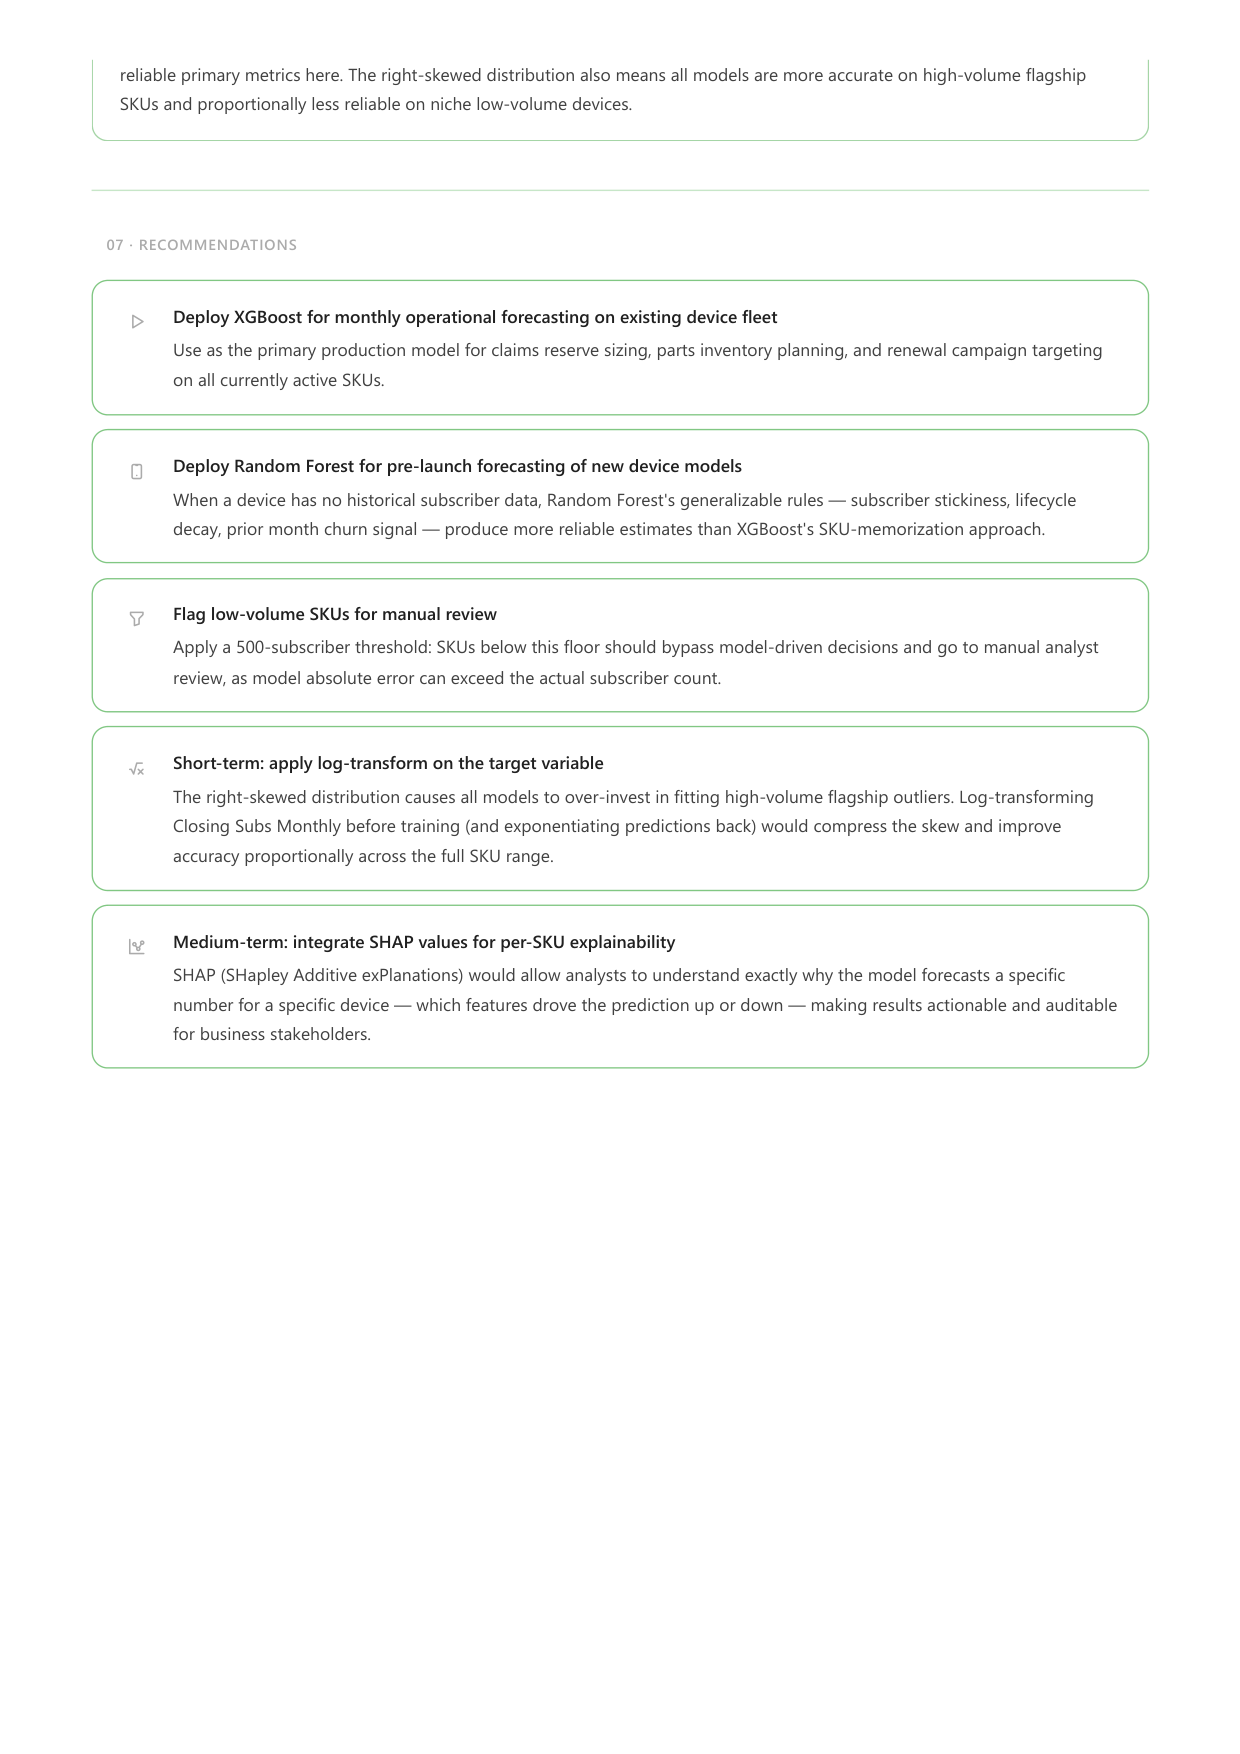 reliable primary metrics here. The right-skewed distribution also means all models are more accurate on high-volume flagship
SKUs and proportionally less reliable on niche low-volume devices.
07 · RECOMMENDATIONS
Deploy XGBoost for monthly operational forecasting on existing device fleet
Use as the primary production model for claims reserve sizing, parts inventory planning, and renewal campaign targeting
on all currently active SKUs.
Deploy Random Forest for pre-launch forecasting of new device models
When a device has no historical subscriber data, Random Forest's generalizable rules — subscriber stickiness, lifecycle
decay, prior month churn signal — produce more reliable estimates than XGBoost's SKU-memorization approach.
Flag low-volume SKUs for manual review
Apply a 500-subscriber threshold: SKUs below this floor should bypass model-driven decisions and go to manual analyst
review, as model absolute error can exceed the actual subscriber count.
Short-term: apply log-transform on the target variable
The right-skewed distribution causes all models to over-invest in fitting high-volume flagship outliers. Log-transforming
Closing Subs Monthly before training (and exponentiating predictions back) would compress the skew and improve
accuracy proportionally across the full SKU range.
Medium-term: integrate SHAP values for per-SKU explainability
SHAP (SHapley Additive exPlanations) would allow analysts to understand exactly why the model forecasts a specific
number for a specific device — which features drove the prediction up or down — making results actionable and auditable
for business stakeholders.